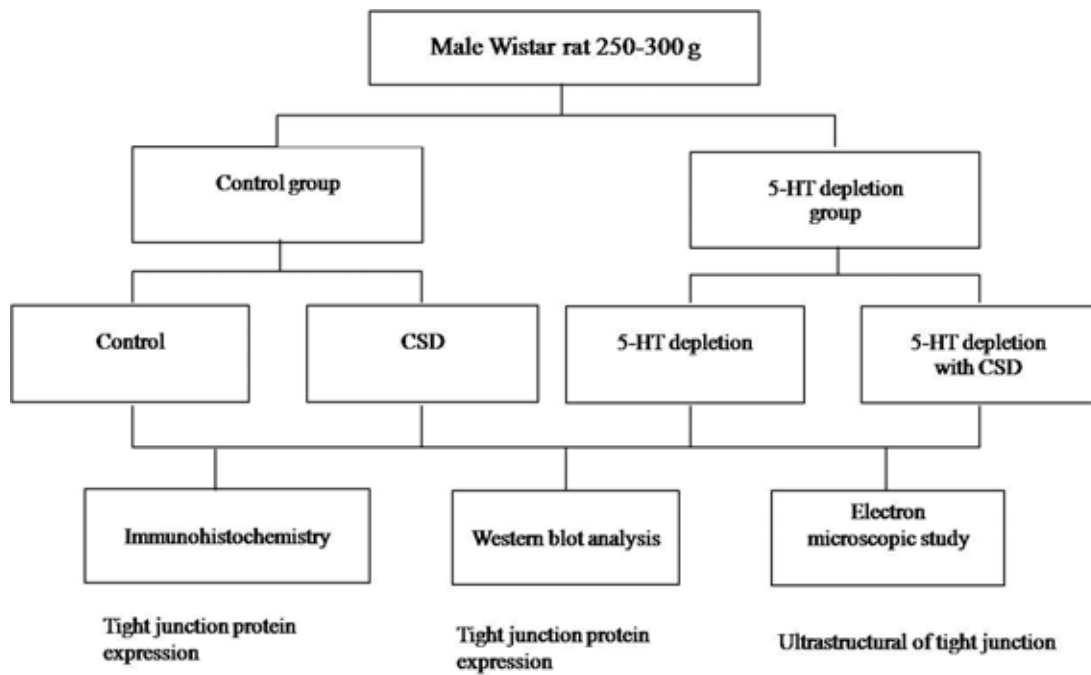 Male Wistar rat 250-300 g
Control group
5-HT depletion
group
Control
CSD
5-HT depletion
5-HT depletion
with CSD
Immunohistochemistry
Western blot analysis
Electron
microscopic study
Tight junction protein
expression
Tight junction protein
expression
Ultrastructural of tight junction